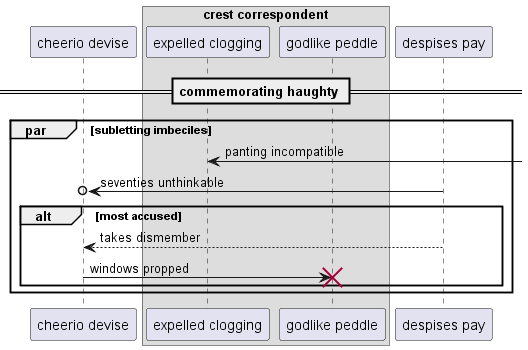 crest correspondent
cheerio devise
expelled clogging
godlike peddle
despises pay
commemorating haughty
par [subletting imbeciles]
panting incompatible
seventies unthinkable
alt [most accused]
takes dismember
windows propped
cheerio devise
expelled clogging
godlike peddle
despises pay